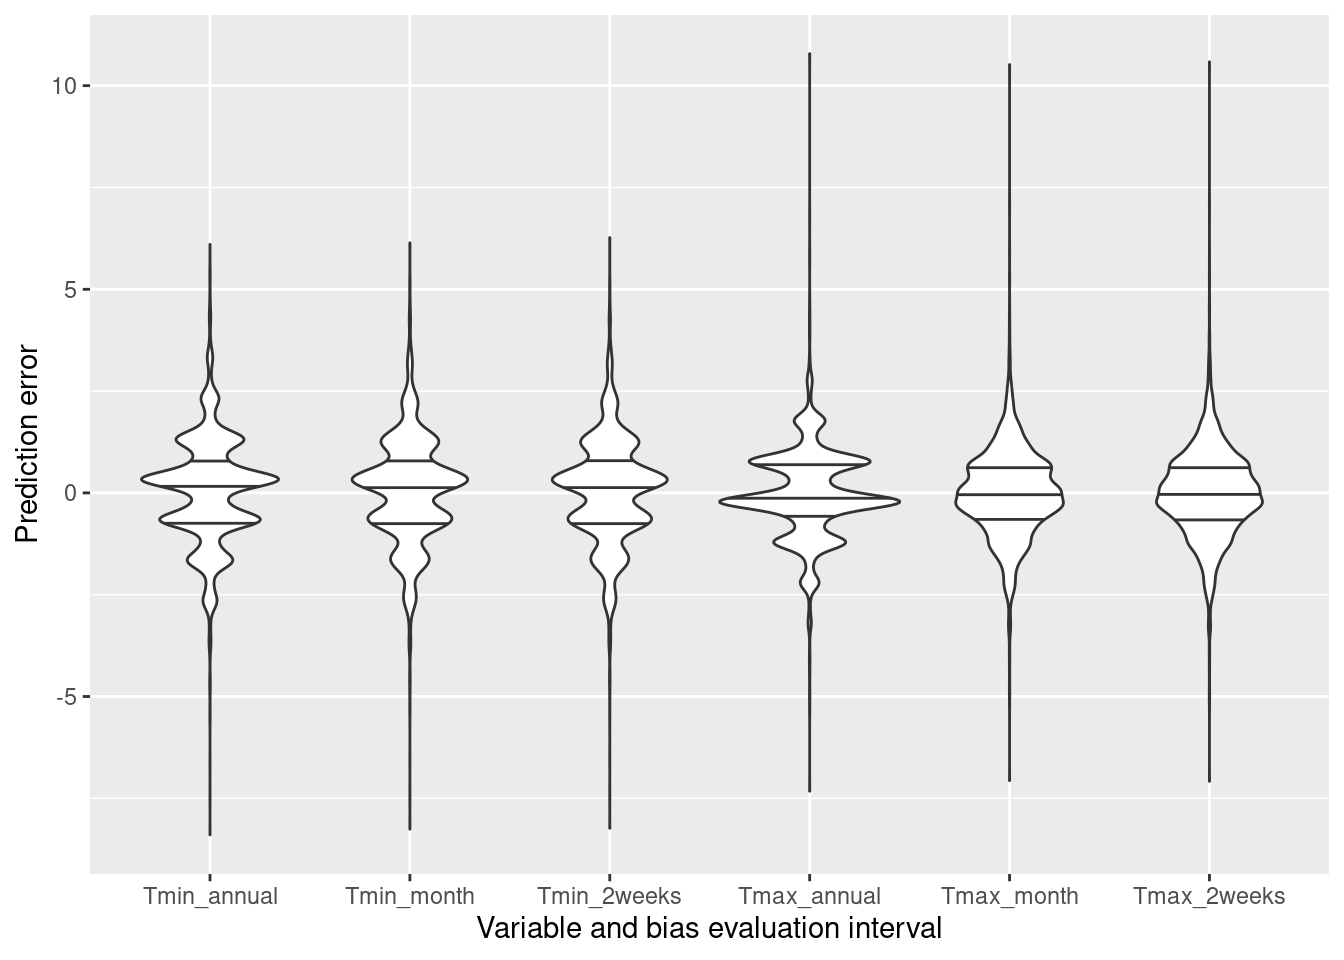 10
5
0
-5
Prediction error
Tmin_annual
Tmin_month
Tmin_2weeks
Tmax_annual
Tmax_month
Tmax_2weeks
Variable and bias evaluation interval